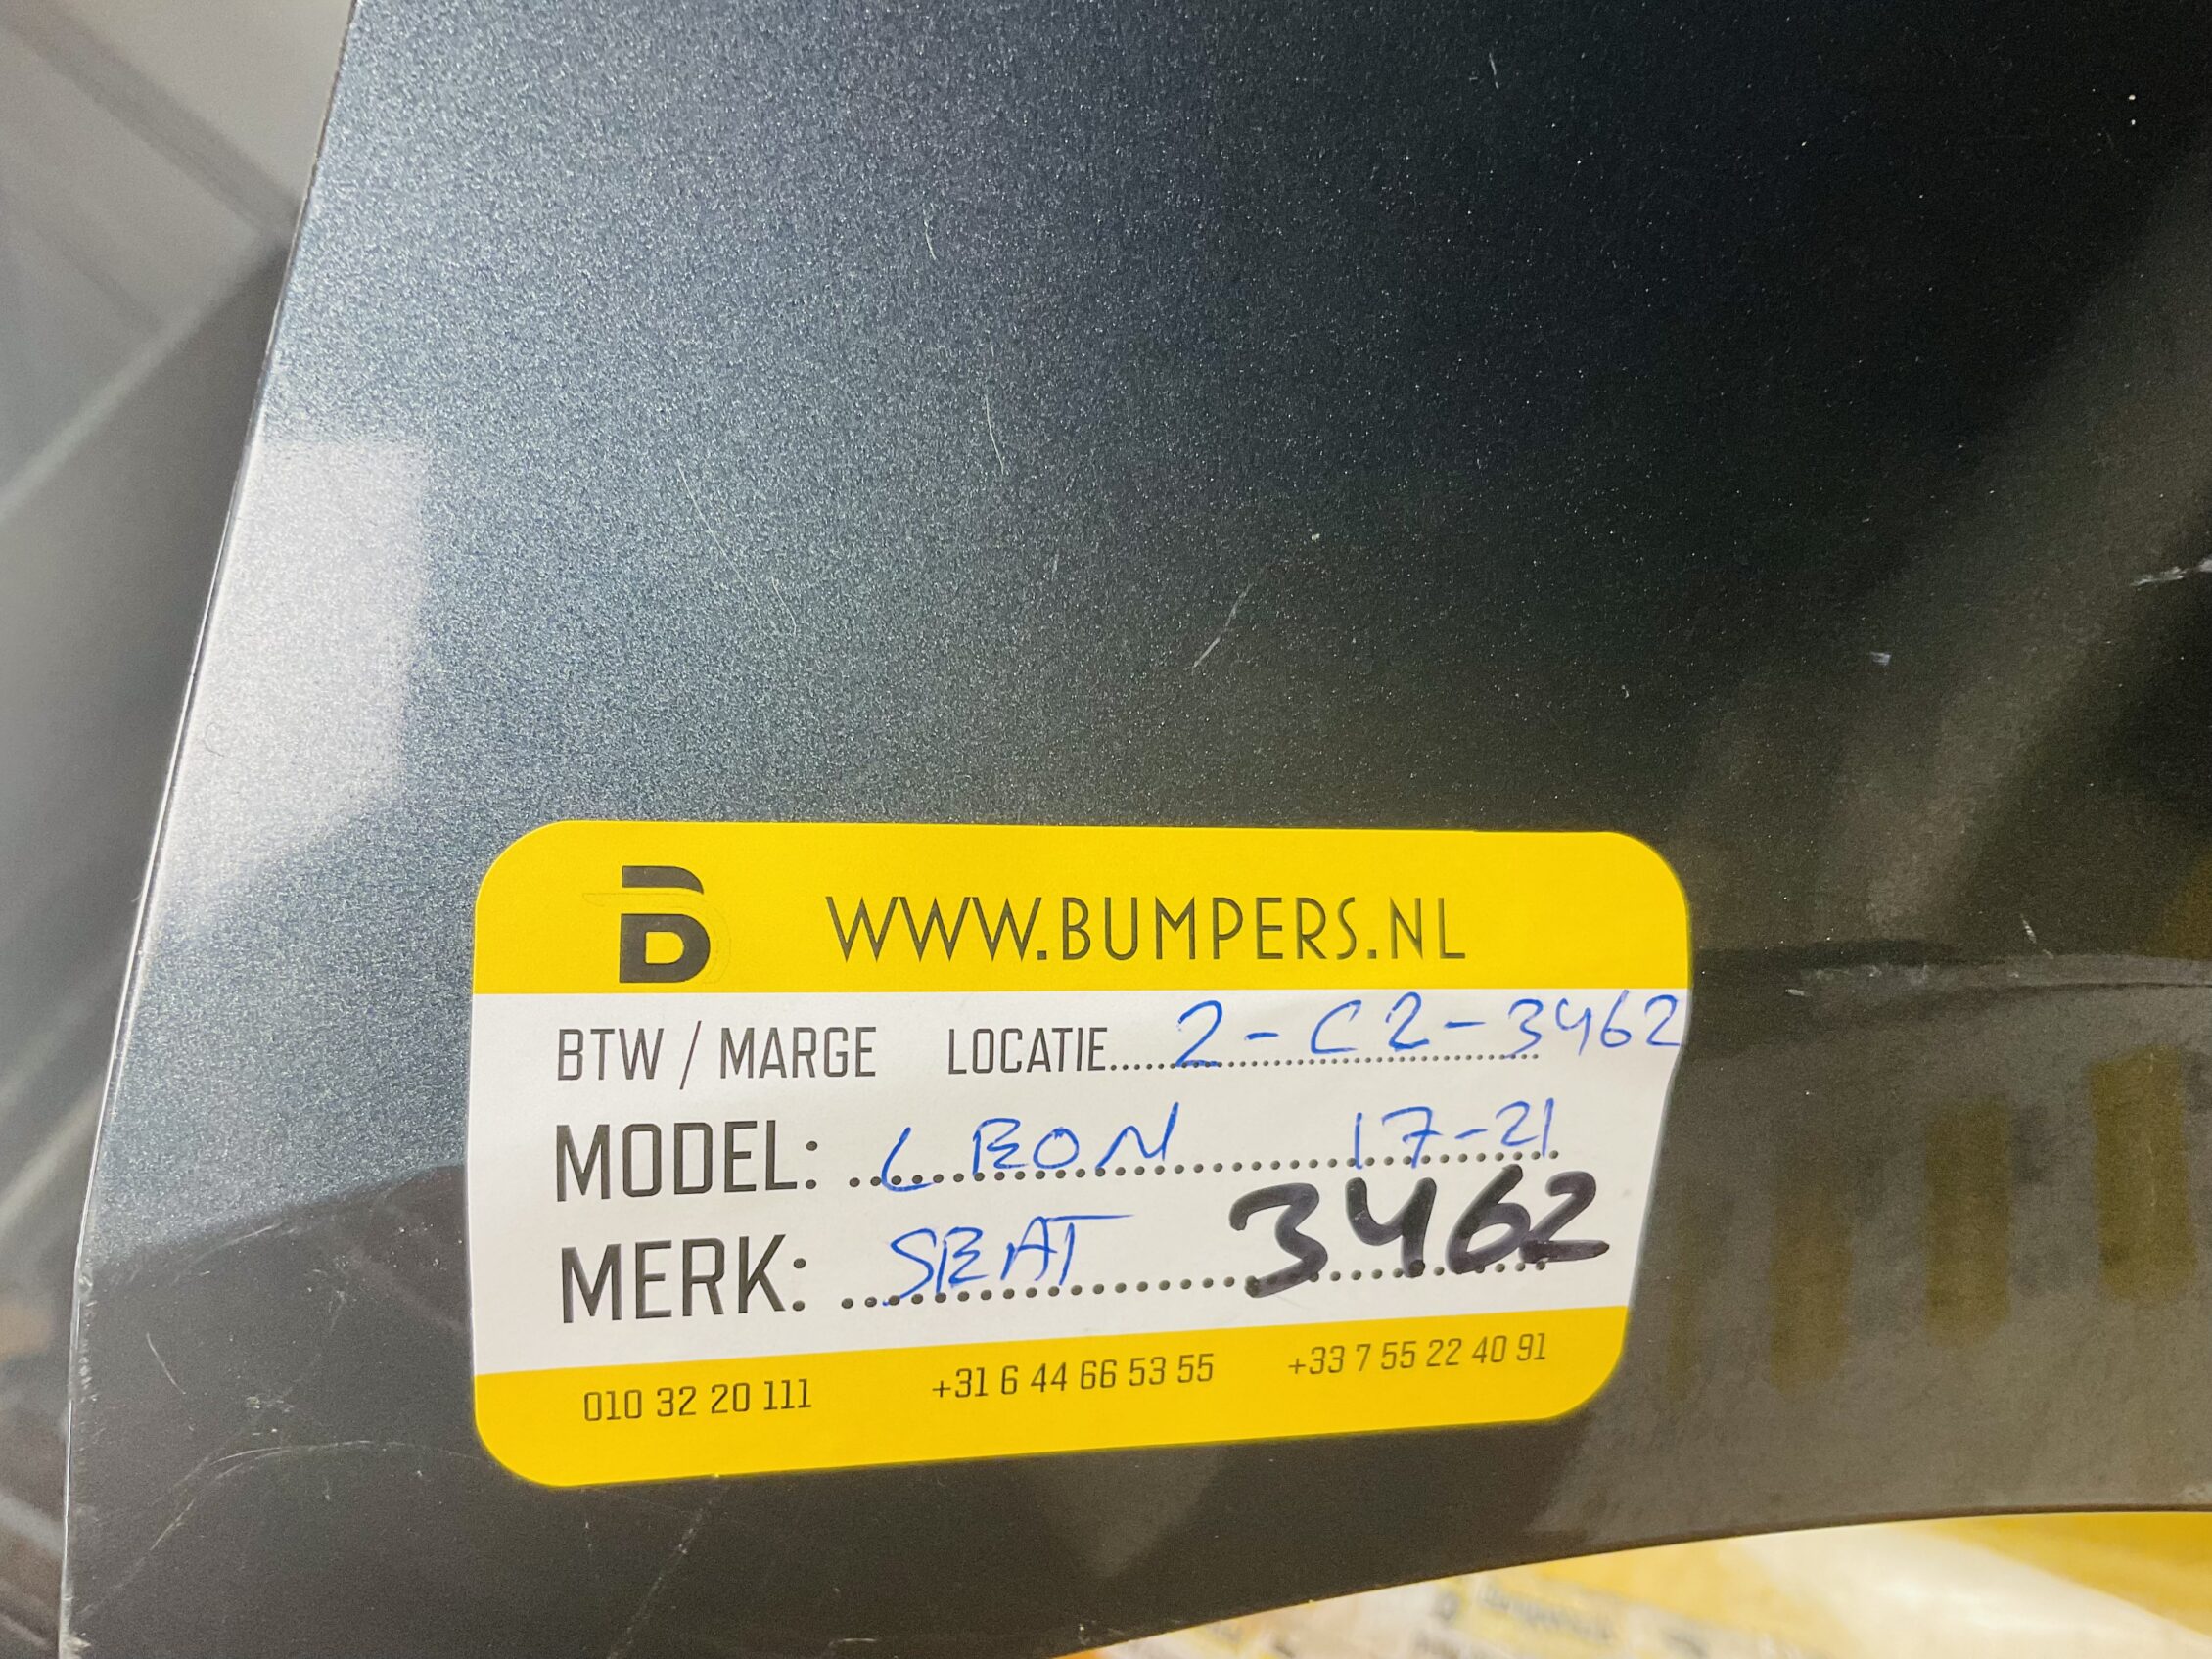 B WWW.BUMPERS.NL
BTW / MARGE LOCATIE 2-C2-3462
MODEL: LEON 17-21
MERK: SEAT 3462
010 32 20 111 +31 6 44 66 53 55 +33 7 55 22 40 91